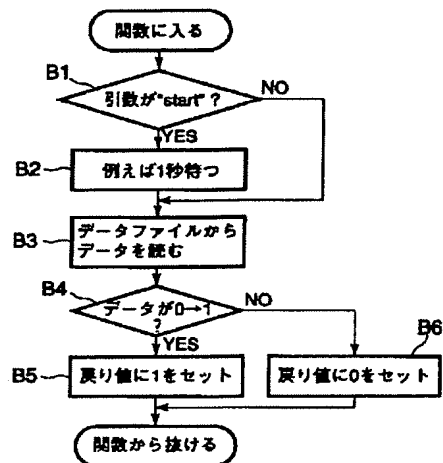 関数に入る
B1
引数が"start"？
NO
YES
B2
例えば1秒待つ
B3
データファイルから
データを読む
B4
データが0→1
？
NO
YES
B5
戻り値に1をセット
B6
戻り値に0をセット
関数から抜ける